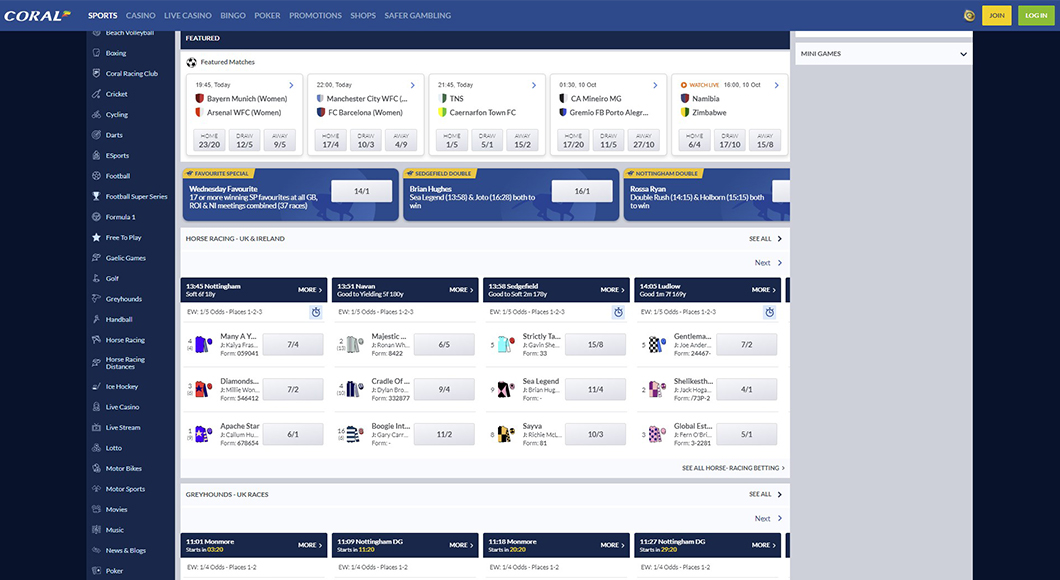 CORAL
SPORTS CASINO LIVE CASINO BINGO POKER PROMOTIONS SHOPS SAFER GAMBLING
JOIN LOG IN
Beach Volleyball
Boxing
Coral Racing Club
Cricket
Cycling
Darts
ESports
Football
Football Super Series
Formula 1
Free To Play
Gaelic Games
Golf
Greyhounds
Handball
Horse Racing
Horse Racing
Distances
Ice Hockey
Live Casino
Live Stream
Lotto
Motor Bikes
Motor Sports
Movies
Music
News & Blogs
Poker
FEATURED
Featured Matches
19:45, Today
Bayern Munich (Women)
Arsenal WFC (Women)
HOME DRAW AWAY
23/20 12/5 9/5
22:00, Today
Manchester City WFC (...
FC Barcelona (Women)
HOME DRAW AWAY
17/4 10/3 4/9
21:45, Today
TNS
Caernarfon Town FC
HOME DRAW AWAY
1/5 5/1 15/2
01:30, 10 Oct
CA Mineiro MG
Gremio FB Porto Alegr...
HOME DRAW AWAY
17/20 11/5 27/10
WATCH LIVE 16:00, 10 Oct
Namibia
Zimbabwe
HOME DRAW AWAY
6/4 17/10 15/8
FAVOURITE SPECIAL
Wednesday Favourite
17 or more winning SP favourites at all GB,
ROI & NI meetings combined (37 races)
14/1
SEDGEFIELD DOUBLE
Brian Hughes
Sea Legend (13:58) & Joto (16:28) both to
win
16/1
NOTTINGHAM DOUBLE
Rossa Ryan
Double Rush (14:15) & Holborn (15:15) both
to win
HORSE RACING - UK & IRELAND
SEE ALL
Next
13:45 Nottingham
Soft 6f 18y
MORE
EW: 1/5 Odds - Places 1-2-3
4
(4)
Many A Y...
J: Kalya Fras...
Form: 059041
7/4
3
(6)
Diamonds...
J: Millie Won...
Form: 546412
7/2
1
(9)
Apache Star
J: Callum Hu...
Form: 678654
6/1
13:51 Navan
Good to Yielding 5f 180y
MORE
EW: 1/5 Odds - Places 1-2-3
2
(13)
Majestic ...
J: Ronan Wh...
Form: 8422
6/5
4
(10)
Cradle Of ...
J: Dylan Bro...
Form: 332877
9/4
16
(6)
Boogie Int...
J: Gary Carr...
Form: -
11/2
13:58 Sedgefield
Good to Soft 2m 178y
MORE
EW: 1/5 Odds - Places 1-2-3
5
Strictly Ta...
J: Gavin She...
Form: 33
15/8
9
Sea Legend
J: Brian Hug...
Form: -
11/4
8
Sayva
J: Richie McL...
Form: 81
10/3
14:05 Ludlow
Good 1m 7f 169y
MORE
EW: 1/5 Odds - Places 1-2-3
5
Gentlema...
J: Joe Ander...
Form: 24467-
7/2
2
Shelikesth...
J: Jack Hoga...
Form: /73P-2
4/1
3
Global Est...
J: Fern O'Bri...
Form: 3-2281
5/1
SEE ALL HORSE- RACING BETTING
GREYHOUNDS - UK RACES
SEE ALL
Next
11:01 Monmore
Starts in 03:20
MORE
EW: 1/4 Odds - Places 1-2
11:09 Nottingham DG
Starts in 11:20
MORE
EW: 1/4 Odds - Places 1-2
11:18 Monmore
Starts in 20:20
MORE
EW: 1/4 Odds - Places 1-2
11:27 Nottingham DG
Starts in 29:20
MORE
EW: 1/4 Odds - Places 1-2
MINI GAMES